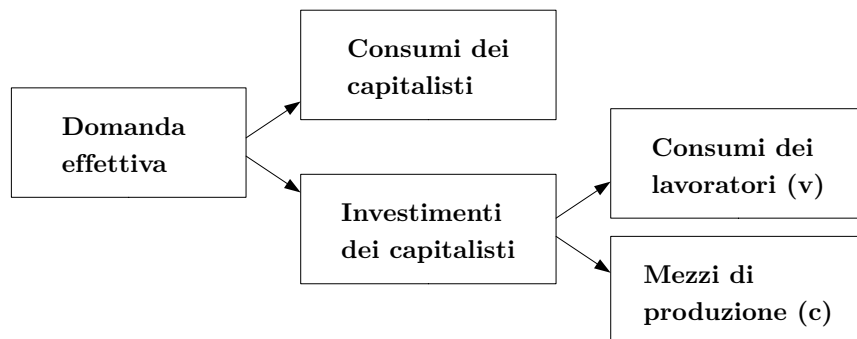 Consumi dei
capitalisti
Domanda
effettiva
Consumi dei
lavoratori (v)
Investimenti
dei capitalisti
Mezzi di
produzione (c)